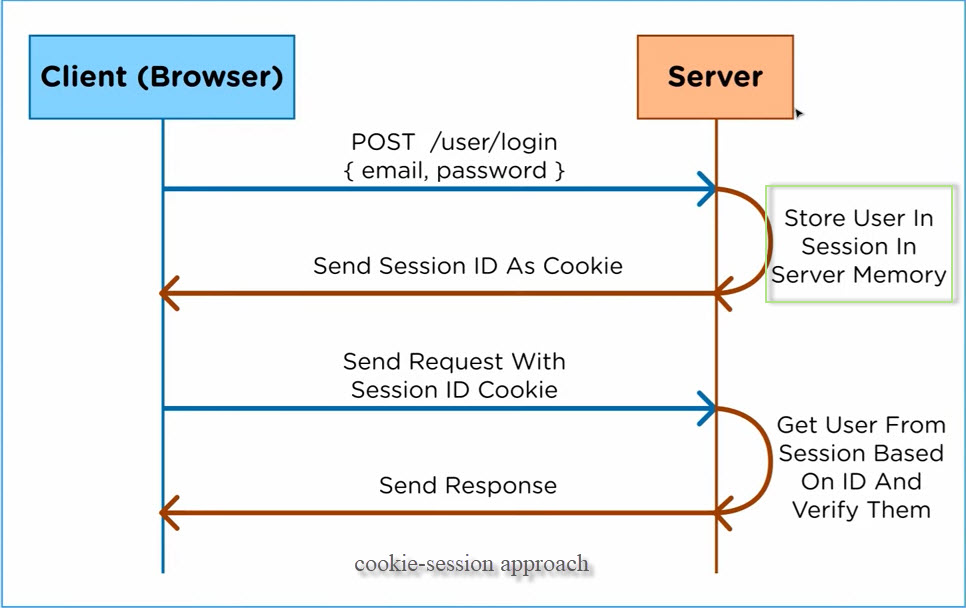 Client (Browser)
Server
POST /user/login
{ email, password }
Store User In
Session In
Server Memory
Send Session ID As Cookie
Send Request With
Session ID Cookie
Get User From
Session Based
On ID And
Verify Them
Send Response
cookie-session approach